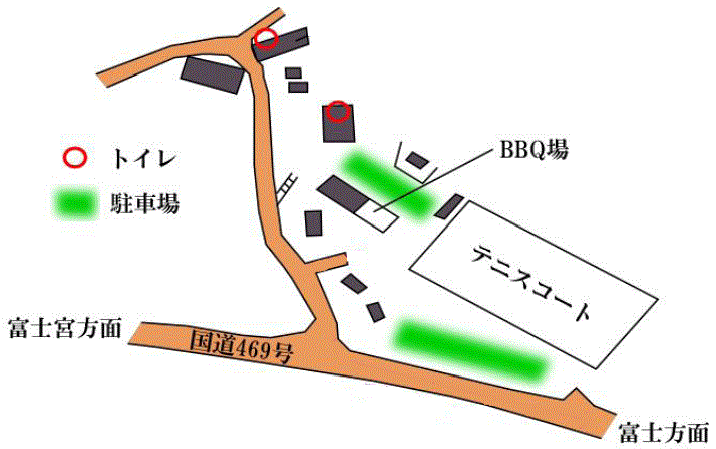 トイレ
駐車場
BBQ場
テニスコート
富士宮方面
国道469号
富士方面